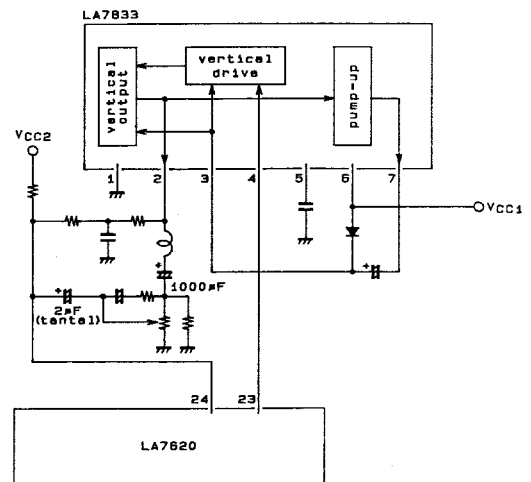 LA7833
vertical
output
vertical
drive
pump-up
VCC2
1
2
3
4
5
6
7
VCC1
+
+
1000μF
+
2μF
(tantal)
24
23
LA7620